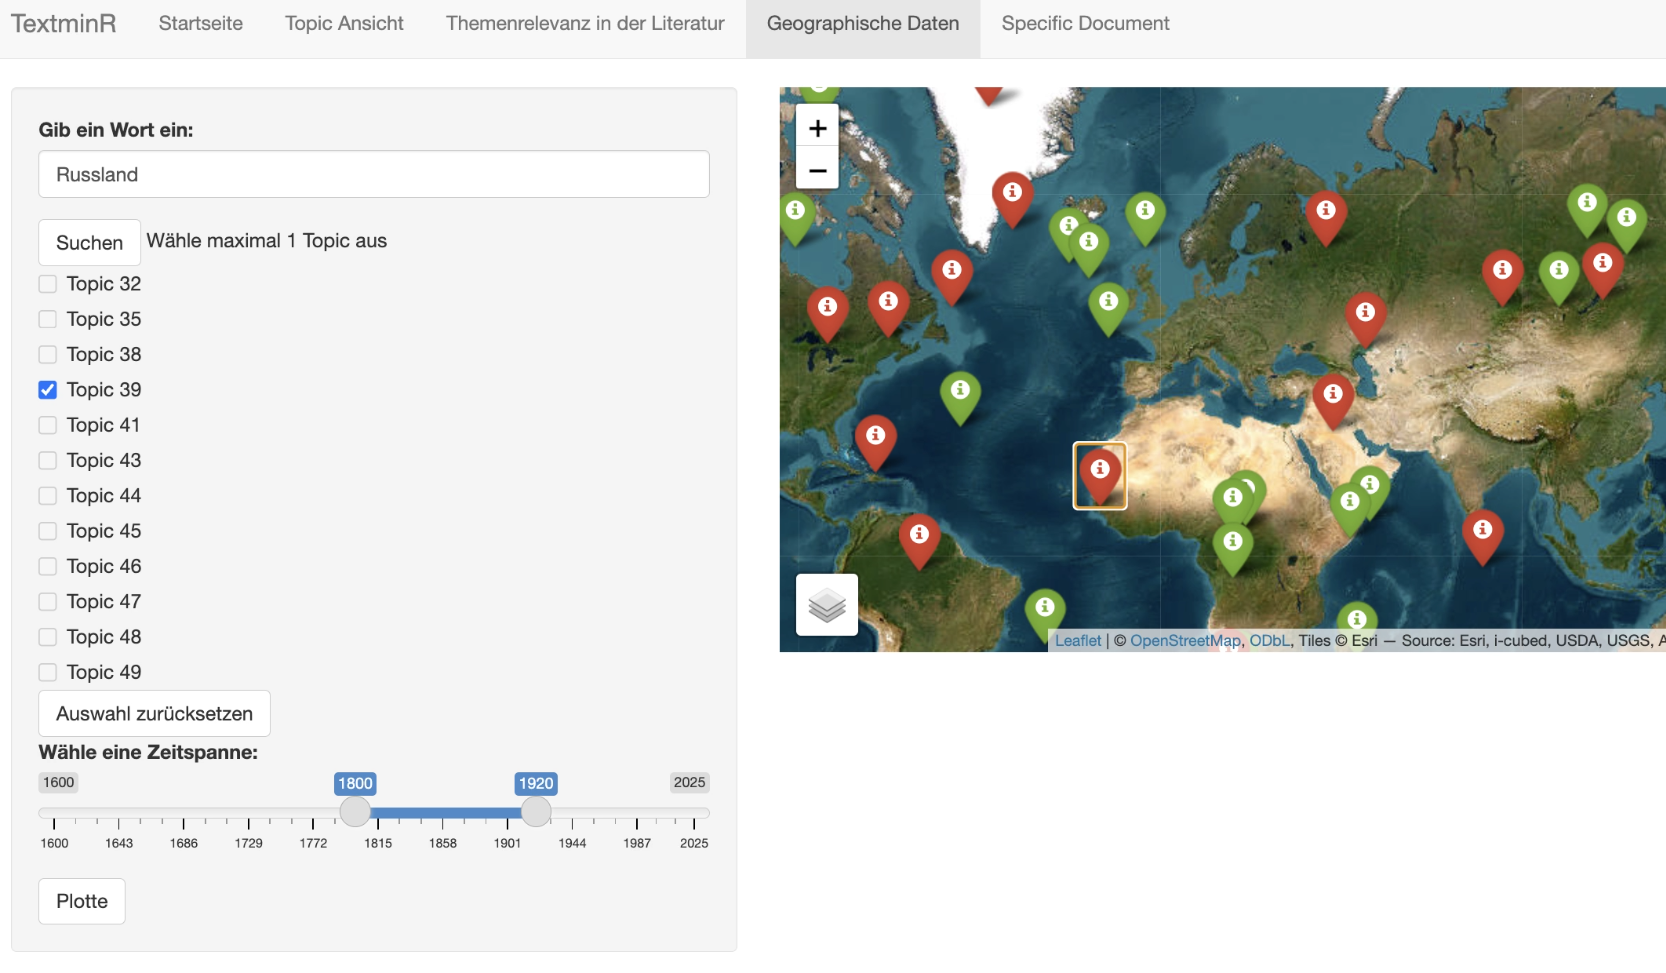 TextminR Startseite Topic Ansicht Themenrelevanz in der Literatur Geographische Daten Specific Document
Gib ein Wort ein:
Russland
Suchen Wähle maximal 1 Topic aus
Topic 32
Topic 35
Topic 38
Topic 39
Topic 41
Topic 43
Topic 44
Topic 45
Topic 46
Topic 47
Topic 48
Topic 49
Auswahl zurücksetzen
Wähle eine Zeitspanne:
1600 1800 1920 2025
1600 1643 1686 1729 1772 1815 1858 1901 1944 1987 2025
Plotte
+
−
Leaflet | © OpenStreetMap, ODbL, Tiles © Esri — Source: Esri, i-cubed, USDA, USGS, A